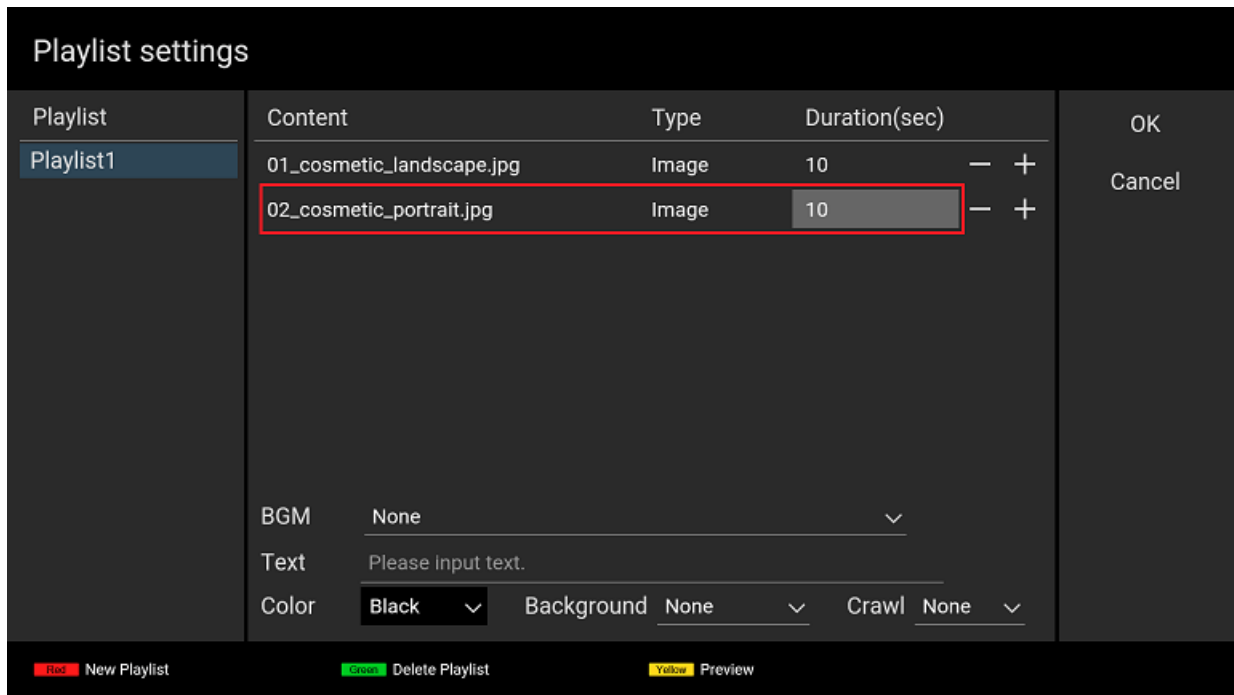 Playlist settings
Playlist
Playlist1
Content Type Duration(sec)
01_cosmetic_landscape.jpg Image 10 — +
02_cosmetic_portrait.jpg Image 10 — +
OK
Cancel
BGM None
Text Please input text.
Color Black Background None Crawl None
Red New Playlist Green Delete Playlist Yellow Preview